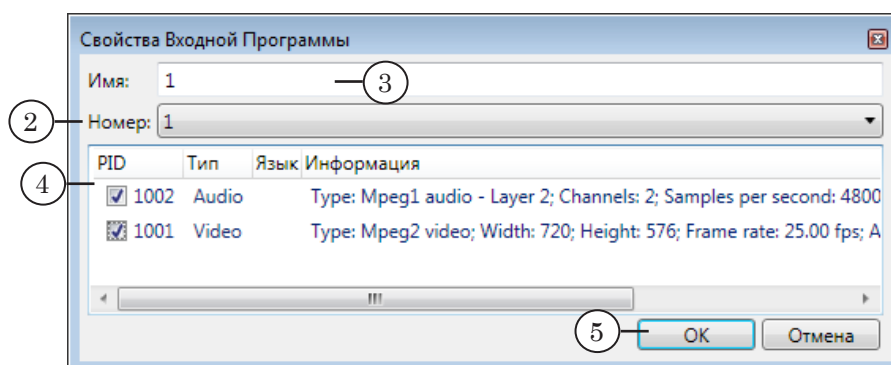 Свойства Входной Программы
Имя: 1 3
2 Номер: 1
PID Тип Язык Информация
4
1002 Audio Type: Mpeg1 audio - Layer 2; Channels: 2; Samples per second: 4800
1001 Video Type: Mpeg2 video; Width: 720; Height: 576; Frame rate: 25.00 fps; A
5 OK Отмена